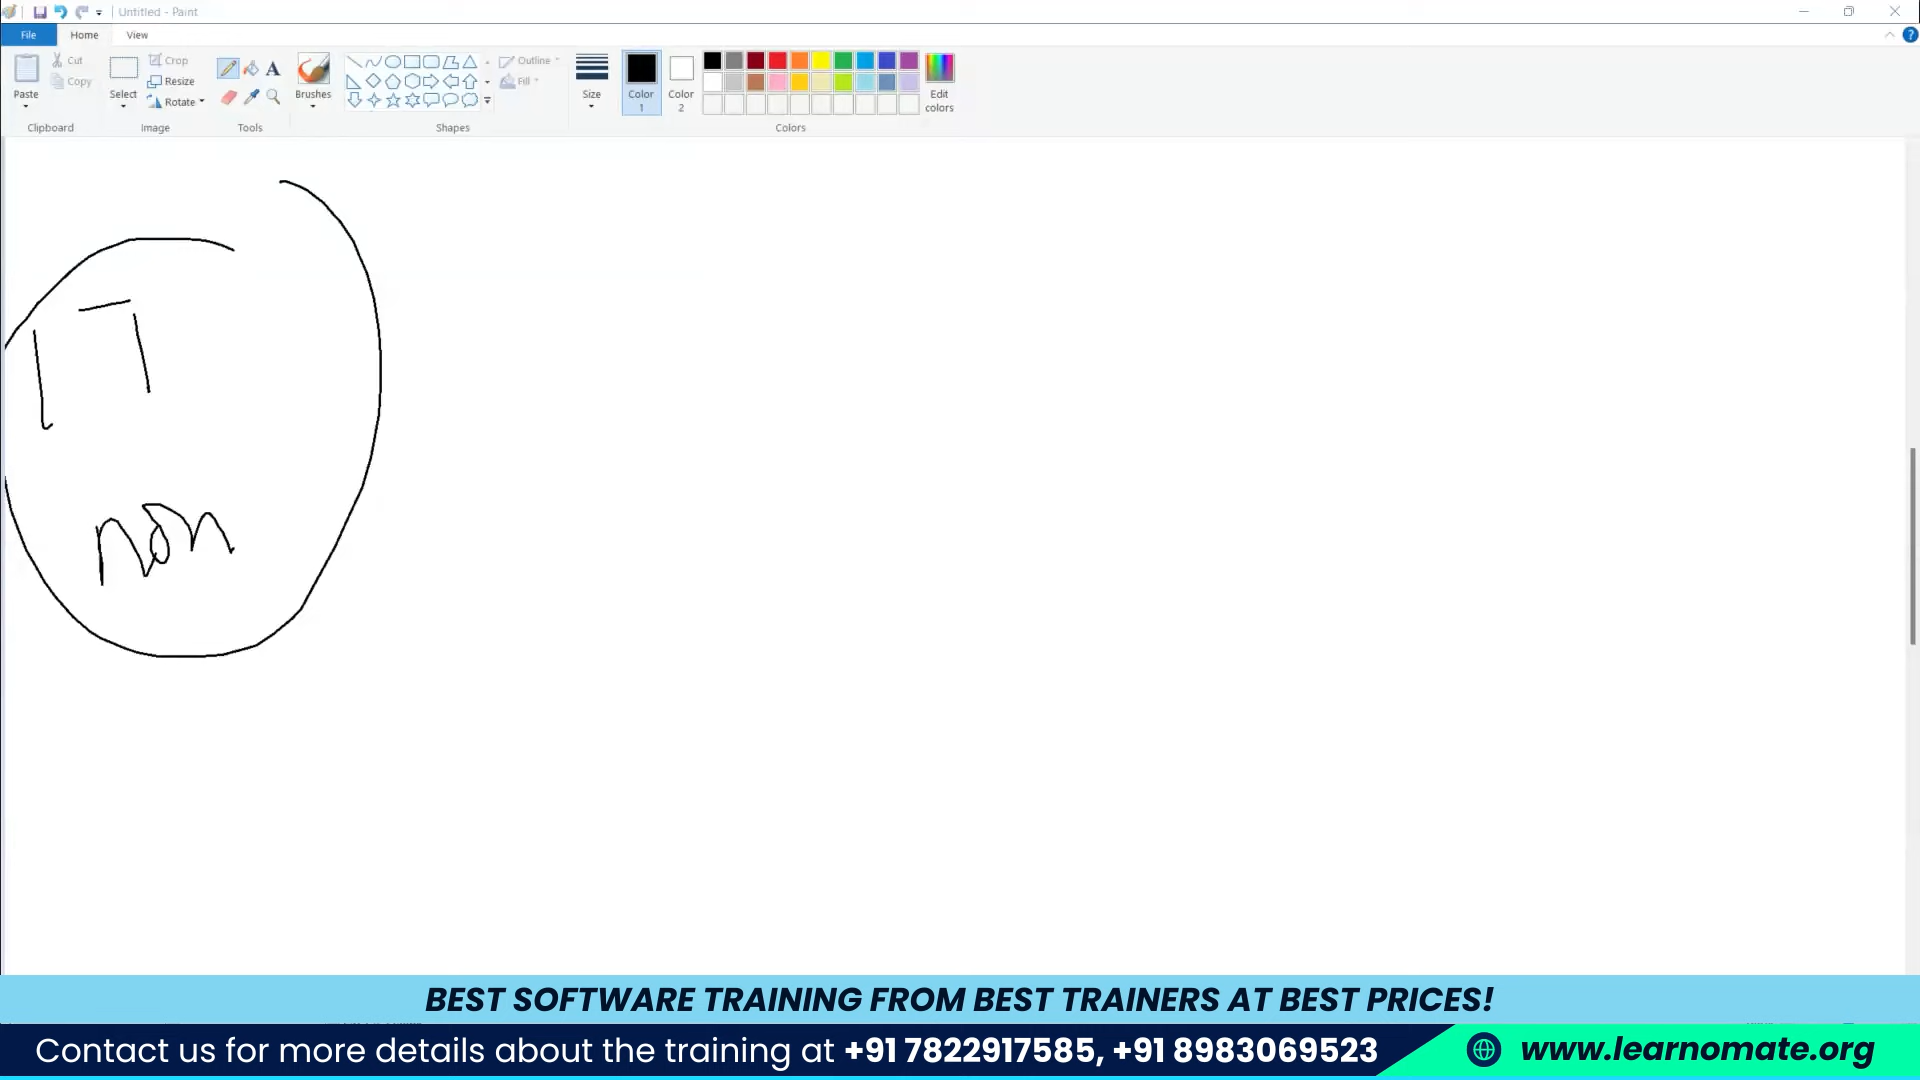 Untitled - Paint
File Home View
Paste
Cut
Copy
Clipboard
Select
Crop
Resize
Rotate
Image
Tools
Brushes
Shapes
Outline
Fill
Size
Color 1
Color 2
Colors
Edit colors
non
BEST SOFTWARE TRAINING FROM BEST TRAINERS AT BEST PRICES!
Contact us for more details about the training at +91 7822917585, +91 8983069523
www.learnomate.org